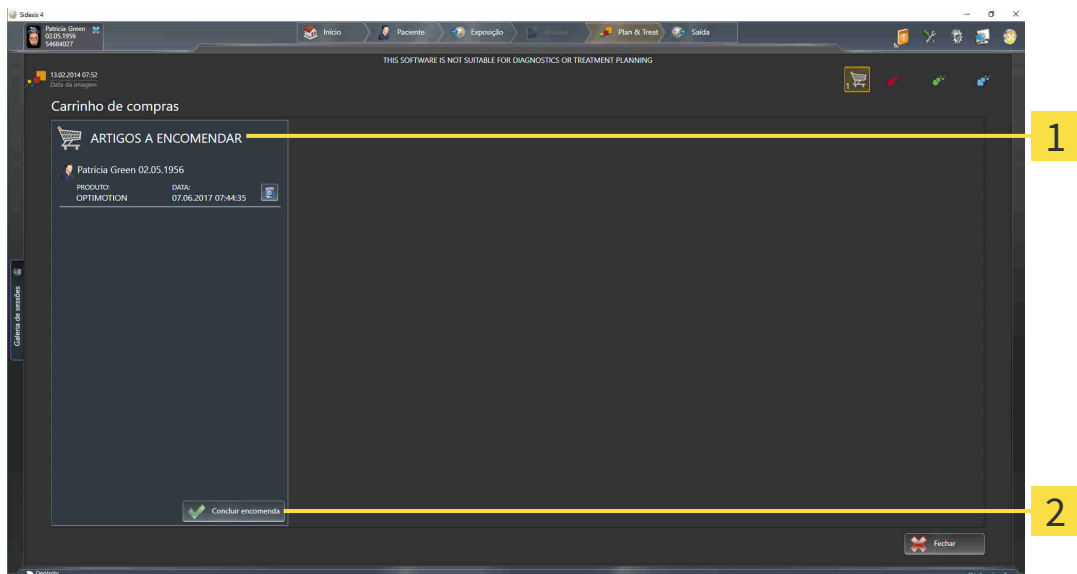 Sidexis 4
Patricia Green
02.05.1956
54684027
Início
Paciente
Exposição
Plan & Treat
Saída
THIS SOFTWARE IS NOT SUITABLE FOR DIAGNOSTICS OR TREATMENT PLANNING
13.02.2014 07:52
Data da imagem
1
Carrinho de compras
ARTIGOS A ENCOMENDAR
1
Patricia Green 02.05.1956
PRODUTO: DATA:
OPTIMOTION 07.06.2017 07:44:35
Galeria de sessões
Concluir encomenda
2
Fechar